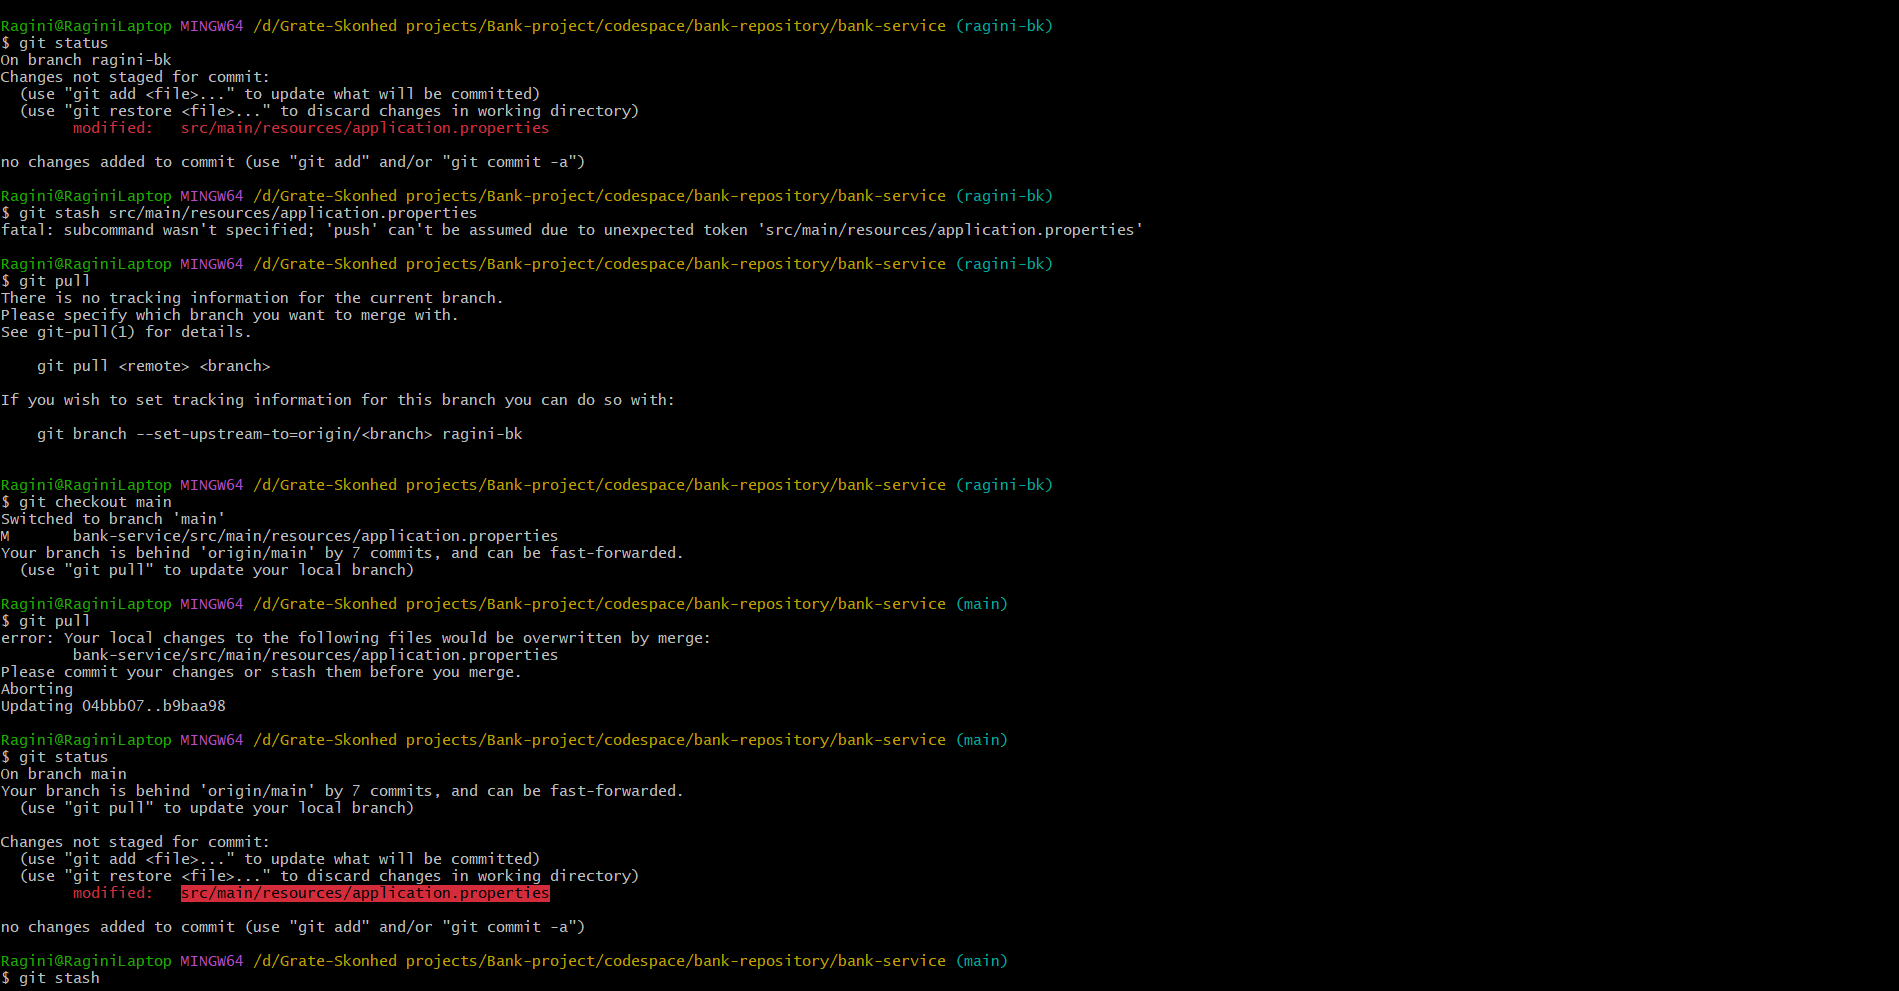 Ragini@RaginiLaptop MINGW64 /d/Grate-Skonhed projects/Bank-project/codespace/bank-repository/bank-service (ragini-bk)
$ git status
On branch ragini-bk
Changes not staged for commit:
  (use "git add <file>..." to update what will be committed)
  (use "git restore <file>..." to discard changes in working directory)
        modified:   src/main/resources/application.properties

no changes added to commit (use "git add" and/or "git commit -a")

Ragini@RaginiLaptop MINGW64 /d/Grate-Skonhed projects/Bank-project/codespace/bank-repository/bank-service (ragini-bk)
$ git stash src/main/resources/application.properties
fatal: subcommand wasn't specified; 'push' can't be assumed due to unexpected token 'src/main/resources/application.properties'

Ragini@RaginiLaptop MINGW64 /d/Grate-Skonhed projects/Bank-project/codespace/bank-repository/bank-service (ragini-bk)
$ git pull
There is no tracking information for the current branch.
Please specify which branch you want to merge with.
See git-pull(1) for details.

    git pull <remote> <branch>

If you wish to set tracking information for this branch you can do so with:

    git branch --set-upstream-to=origin/<branch> ragini-bk


Ragini@RaginiLaptop MINGW64 /d/Grate-Skonhed projects/Bank-project/codespace/bank-repository/bank-service (ragini-bk)
$ git checkout main
Switched to branch 'main'
M       bank-service/src/main/resources/application.properties
Your branch is behind 'origin/main' by 7 commits, and can be fast-forwarded.
  (use "git pull" to update your local branch)

Ragini@RaginiLaptop MINGW64 /d/Grate-Skonhed projects/Bank-project/codespace/bank-repository/bank-service (main)
$ git pull
error: Your local changes to the following files would be overwritten by merge:
        bank-service/src/main/resources/application.properties
Please commit your changes or stash them before you merge.
Aborting
Updating 04bbb07..b9baa98

Ragini@RaginiLaptop MINGW64 /d/Grate-Skonhed projects/Bank-project/codespace/bank-repository/bank-service (main)
$ git status
On branch main
Your branch is behind 'origin/main' by 7 commits, and can be fast-forwarded.
  (use "git pull" to update your local branch)

Changes not staged for commit:
  (use "git add <file>..." to update what will be committed)
  (use "git restore <file>..." to discard changes in working directory)
        modified:   src/main/resources/application.properties

no changes added to commit (use "git add" and/or "git commit -a")

Ragini@RaginiLaptop MINGW64 /d/Grate-Skonhed projects/Bank-project/codespace/bank-repository/bank-service (main)
$ git stash